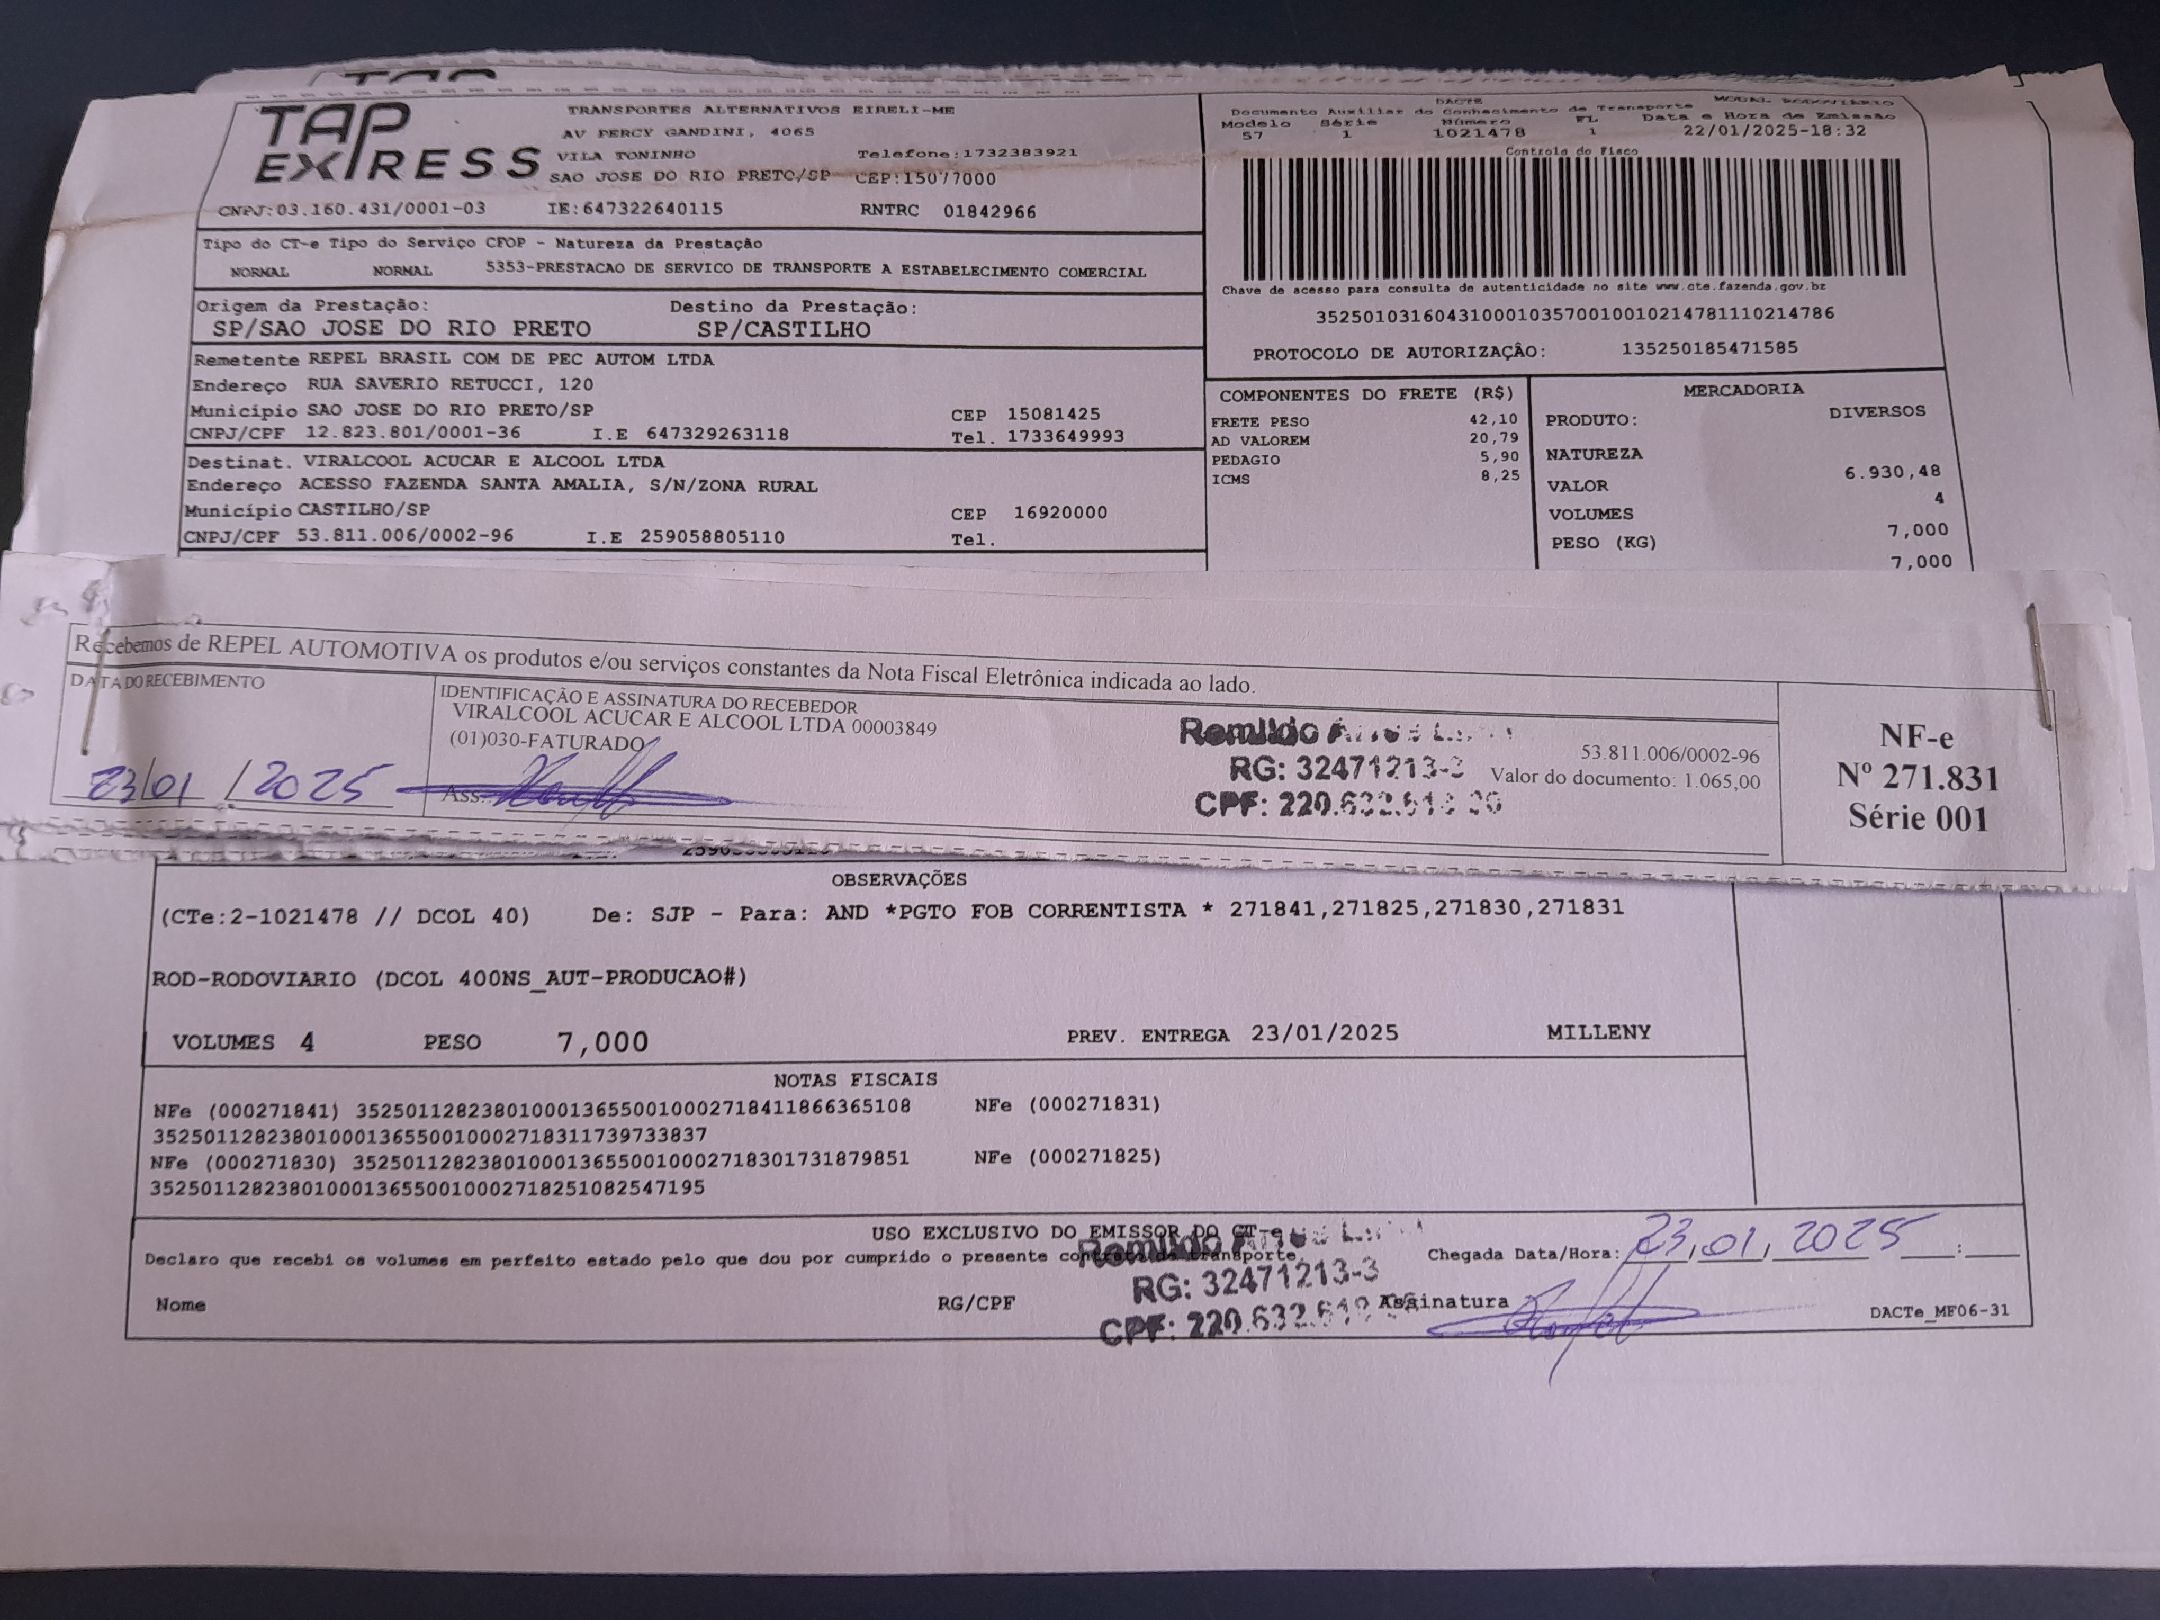 TAP EXPRESS
TRANSPORTES ALTERNATIVOS EIRELI-ME
AV PERCY GANDINI, 4065
VILA TONINHO Telefone:1732383921
SAO JOSE DO RIO PRETO/SP CEP:15077000
CNPJ:03.160.431/0001-03 IE:647322640115 RNTRC 01842966
DACTE MODAL RODOVIÁRIO
Documento Auxiliar do Conhecimento de Transporte
Modelo Série Número FL Data e Hora de Emissão
57 1 1021478 1 22/01/2025-18:32
Controle do Fisco
Chave de acesso para consulta de autenticidade no site www.cte.fazenda.gov.br
35250103160431000103570010010214781110214786
PROTOCOLO DE AUTORIZAÇÃO: 135250185471585
Tipo do CT-e Tipo do Serviço CFOP - Natureza da Prestação
NORMAL NORMAL 5353-PRESTACAO DE SERVICO DE TRANSPORTE A ESTABELECIMENTO COMERCIAL
Origem da Prestação: Destino da Prestação:
SP/SAO JOSE DO RIO PRETO SP/CASTILHO
Remetente REPEL BRASIL COM DE PEC AUTOM LTDA
Endereço RUA SAVERIO RETUCCI, 120
Município SAO JOSE DO RIO PRETO/SP CEP 15081425
CNPJ/CPF 12.823.801/0001-36 I.E 647329263118 Tel. 1733649993
Destinat. VIRALCOOL ACUCAR E ALCOOL LTDA
Endereço ACESSO FAZENDA SANTA AMALIA, S/N/ZONA RURAL
Município CASTILHO/SP CEP 16920000
CNPJ/CPF 53.811.006/0002-96 I.E 259058805110 Tel.
COMPONENTES DO FRETE (R$)
FRETE PESO 42,10
AD VALOREM 20,79
PEDAGIO 5,90
ICMS 8,25
MERCADORIA
PRODUTO: DIVERSOS
NATUREZA
VALOR 6.930,48
VOLUMES 4
PESO (KG) 7,000
7,000
Recebemos de REPEL AUTOMOTIVA os produtos e/ou serviços constantes da Nota Fiscal Eletrônica indicada ao lado.
DATA DO RECEBIMENTO
23/01/2025
IDENTIFICAÇÃO E ASSINATURA DO RECEBEDOR
VIRALCOOL ACUCAR E ALCOOL LTDA 00003849
(01)030-FATURADO
Ass.:
Romildo
RG: 32471213-3
CPF: 220.632.618
53.811.006/0002-96
Valor do documento: 1.065,00
NF-e
Nº 271.831
Série 001
OBSERVAÇÕES
(CTe:2-1021478 // DCOL 40) De: SJP - Para: AND *PGTO FOB CORRENTISTA * 271841,271825,271830,271831
ROD-RODOVIARIO (DCOL 400NS_AUT-PRODUCAO#)
VOLUMES 4 PESO 7,000 PREV. ENTREGA 23/01/2025 MILLENY
NOTAS FISCAIS
NFe (000271841) 35250112823801000136550010002718411866365108 NFe (000271831)
35250112823801000136550010002718311739733837
NFe (000271830) 35250112823801000136550010002718301731879851 NFe (000271825)
35250112823801000136550010002718251082547195
USO EXCLUSIVO DO EMISSOR DO CT-e
Declaro que recebi os volumes em perfeito estado pelo que dou por cumprido o presente contrato de transporte.
Chegada Data/Hora: 23/01/2025 :
Romildo
RG: 32471213-3
CPF: 220.632.618
Nome RG/CPF Assinatura
DACTe_MF06-31